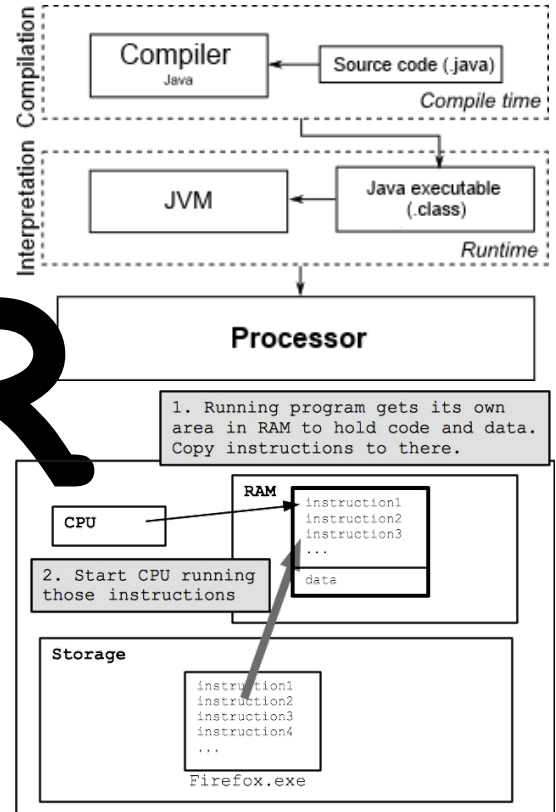 Compilation
Compiler
Java
Source code (.java)
Compile time
Interpretation
JVM
Java executable
(.class)
Runtime
Processor
1. Running program gets its own
area in RAM to hold code and data.
Copy instructions to there.
RAM
instruction1
instruction2
instruction3
...
data
CPU
2. Start CPU running
those instructions
Storage
instruction1
instruction2
instruction3
instruction4
...
Firefox.exe